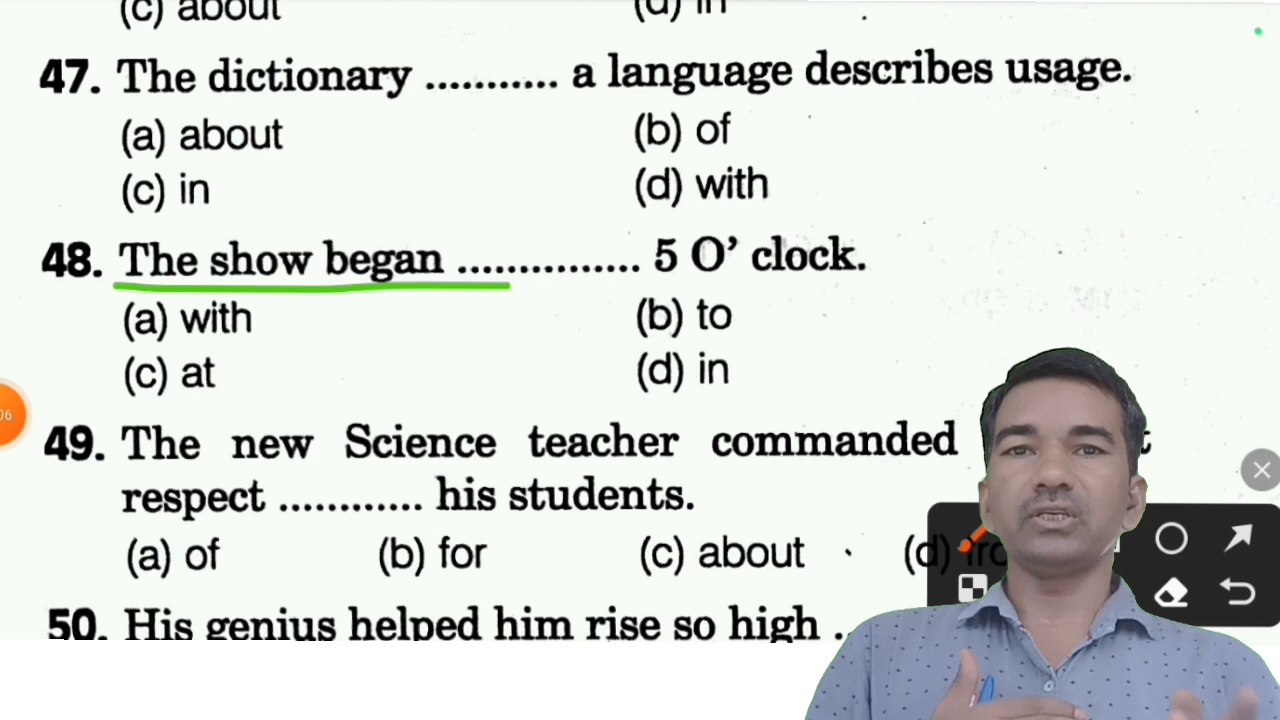 (c) about (d) in
47. The dictionary ........... a language describes usage.
(a) about (b) of
(c) in (d) with
48. The show began ............... 5 O’ clock.
(a) with (b) to
(c) at (d) in
49. The new Science teacher commanded
respect ............ his students.
(a) of (b) for (c) about (d)
50. His genius helped him rise so high
06